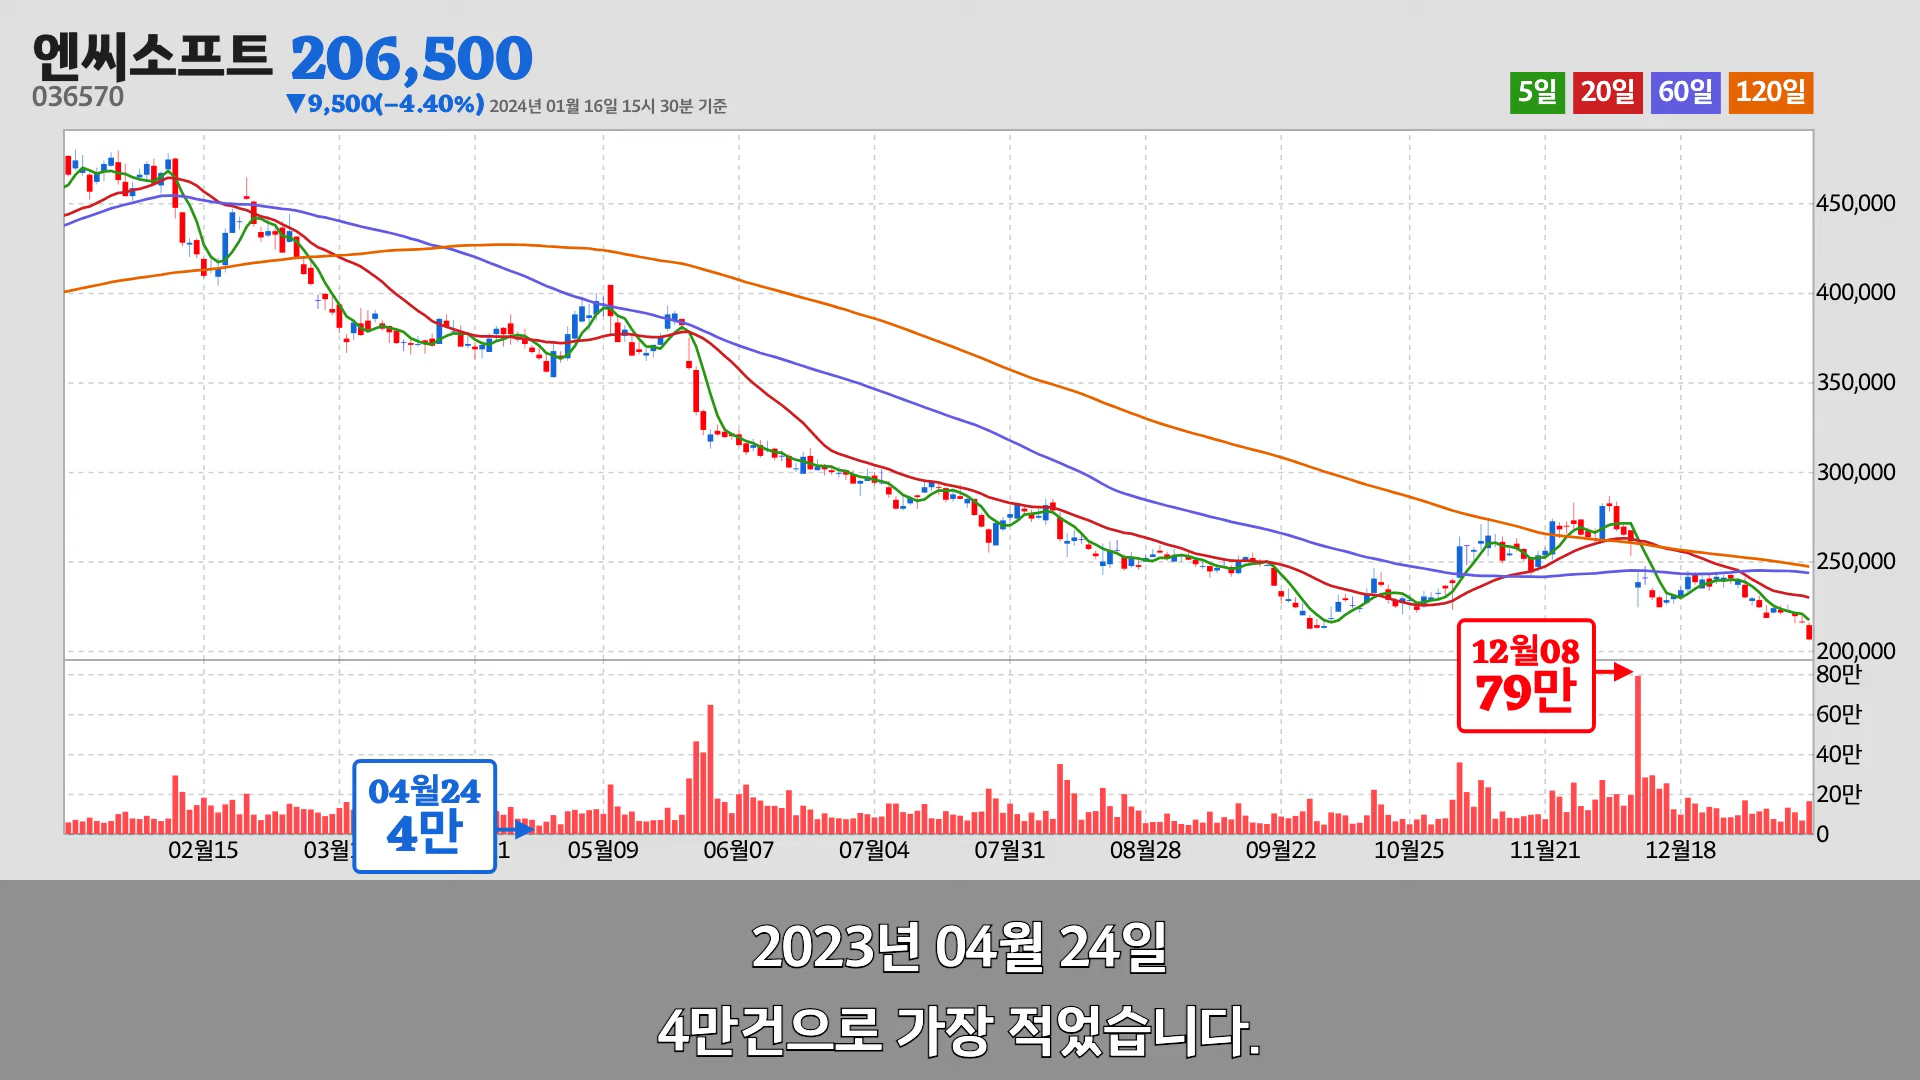 엔씨소프트 206,500
036570
▼9,500(-4.40%) 2024년 01월 16일 15시 30분 기준
5일 20일 60일 120일
450,000
400,000
350,000
300,000
250,000
200,000
80만
60만
40만
20만
0
12월08
79만
04월24
4만
02월15 05월09 06월07 07월04 07월31 08월28 09월22 10월25 11월21 12월18
2023년 04월 24일
4만건으로 가장 적었습니다.